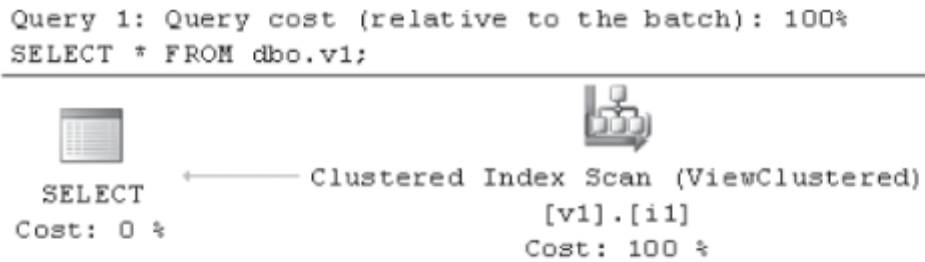 Query 1: Query cost (relative to the batch): 100%
SELECT * FROM dbo.v1;
SELECT
Cost: 0 %
Clustered Index Scan (ViewClustered)
[v1].[i1]
Cost: 100 %